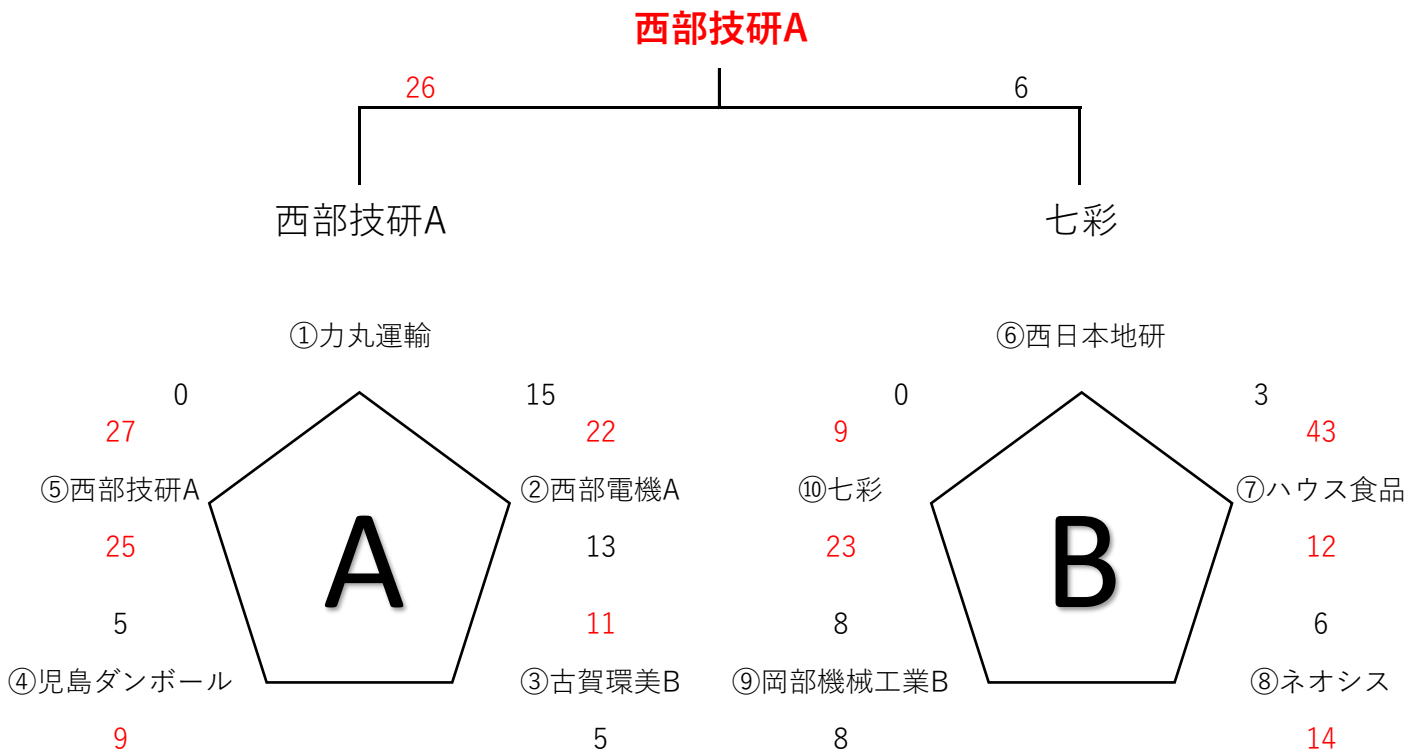 西部技研A
26 6
西部技研A 七彩
①力丸運輸 ⑥西日本地研
0 15 0 3
27 22 9 43
⑤西部技研A ②西部電機A ⑩七彩 ⑦ハウス食品
A B
25 13 23 12
5 11 8 6
④児島ダンボール ③古賀環美B ⑨岡部機械工業B ⑧ネオシス
9 5 8 14